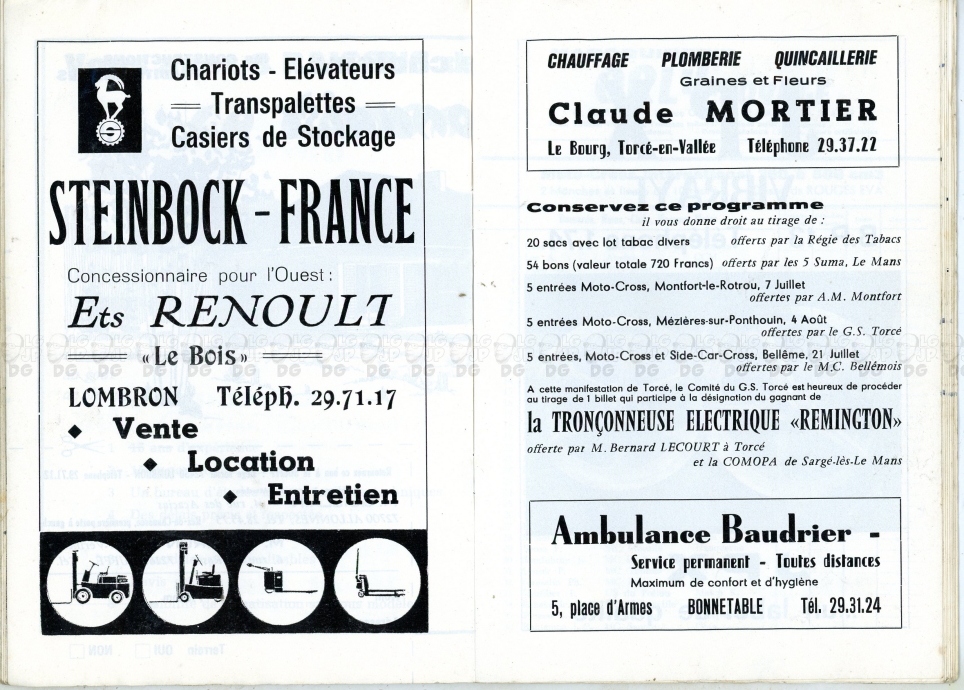 Chariots - Elévateurs
Transpalettes
Casiers de Stockage
STEINBOCK - FRANCE
Concessionnaire pour l'Ouest :
Ets RENOULT
« Le Bois »
LOMBRON Téléph. 29.71.17
Vente
Location
Entretien
CHAUFFAGE PLOMBERIE QUINCAILLERIE
Graines et Fleurs
Claude MORTIER
Le Bourg, Torcé-en-Vallée Téléphone 29.37.22
Conservez ce programme
il vous donne droit au tirage de :
20 sacs avec lot tabac divers offerts par la Régie des Tabacs
54 bons (valeur totale 720 Francs) offerts par les 5 Suma, Le Mans
5 entrées Moto-Cross, Montfort-le-Rotrou, 7 Juillet
offertes par A.M. Montfort
5 entrées Moto-Cross, Mézières-sur-Ponthouin, 4 Août
offertes par le G.S. Torcé
5 entrées, Moto-Cross et Side-Car-Cross, Bellême, 21 Juillet
offertes par le M.C. Bellêmois
A cette manifestation de Torcé, le Comité du G.S. Torcé est heureux de procéder
au tirage de 1 billet qui participe à la désignation du gagnant de
la TRONÇONNEUSE ELECTRIQUE «REMINGTON»
offerte par M. Bernard LECOURT à Torcé
et la COMOPA de Sargé-lès-Le Mans
Ambulance Baudrier -
Service permanent - Toutes distances
Maximum de confort et d'hygiène
5, place d'Armes BONNETABLE Tél. 29.31.24